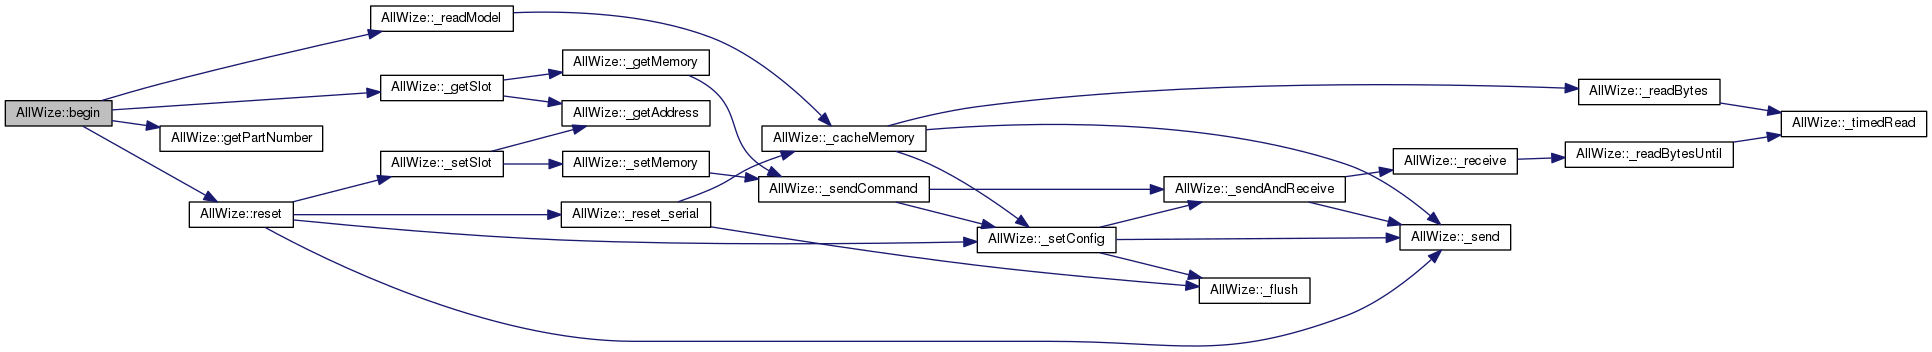 AllWize::begin
AllWize::_readModel
AllWize::_getSlot
AllWize::getPartNumber
AllWize::reset
AllWize::_setSlot
AllWize::_getMemory
AllWize::_getAddress
AllWize::_setMemory
AllWize::_reset_serial
AllWize::_cacheMemory
AllWize::_sendCommand
AllWize::_setConfig
AllWize::_sendAndReceive
AllWize::_flush
AllWize::_receive
AllWize::_send
AllWize::_readBytes
AllWize::_readBytesUntil
AllWize::_timedRead